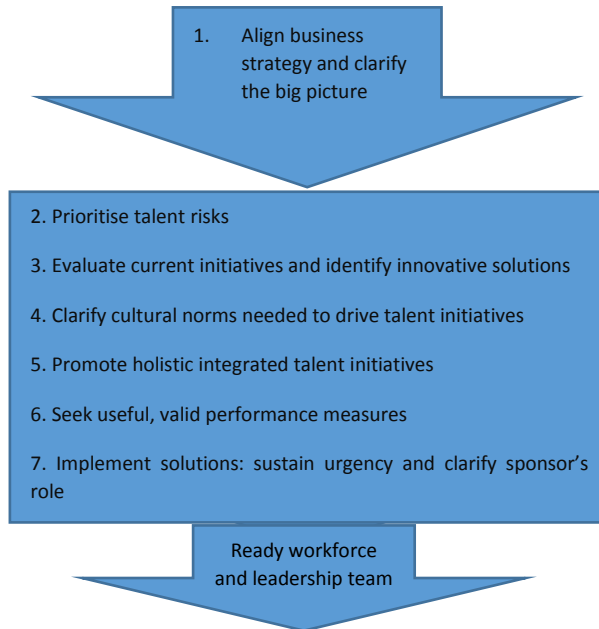 1. Align business
strategy and clarify
the big picture
2. Prioritise talent risks
3. Evaluate current initiatives and identify innovative solutions
4. Clarify cultural norms needed to drive talent initiatives
5. Promote holistic integrated talent initiatives
6. Seek useful, valid performance measures
7. Implement solutions: sustain urgency and clarify sponsor's
role
Ready workforce
and leadership team